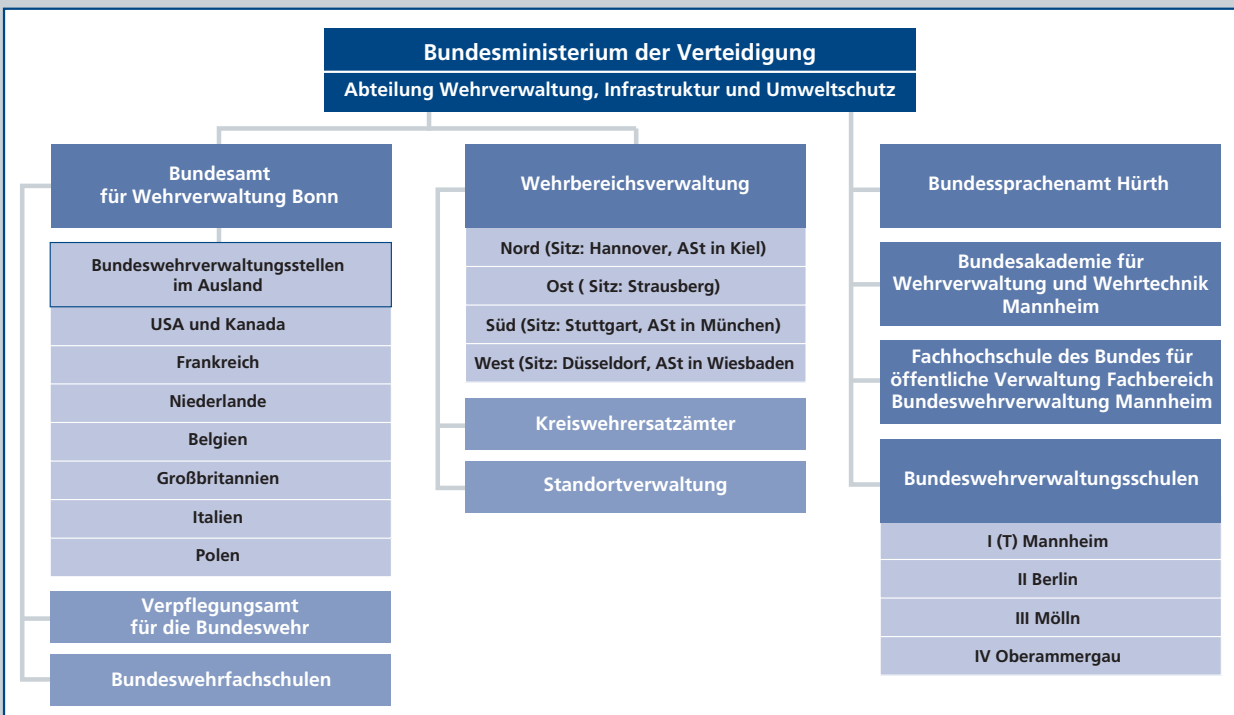 Bundesministerium der Verteidigung
Abteilung Wehrverwaltung, Infrastruktur und Umweltschutz
Bundesamt
für Wehrverwaltung Bonn
Bundeswehrverwaltungsstellen
im Ausland
USA und Kanada
Frankreich
Niederlande
Belgien
Großbritannien
Italien
Polen
Verpflegungsamt
für die Bundeswehr
Bundeswehrfachschulen
Wehrbereichsverwaltung
Nord (Sitz: Hannover, ASt in Kiel)
Ost ( Sitz: Strausberg)
Süd (Sitz: Stuttgart, ASt in München)
West (Sitz: Düsseldorf, ASt in Wiesbaden
Kreiswehrersatzämter
Standortverwaltung
Bundessprachenamt Hürth
Bundesakademie für
Wehrverwaltung und Wehrtechnik
Mannheim
Fachhochschule des Bundes für
öffentliche Verwaltung Fachbereich
Bundeswehrverwaltung Mannheim
Bundeswehrverwaltungsschulen
I (T) Mannheim
II Berlin
III Mölln
IV Oberammergau